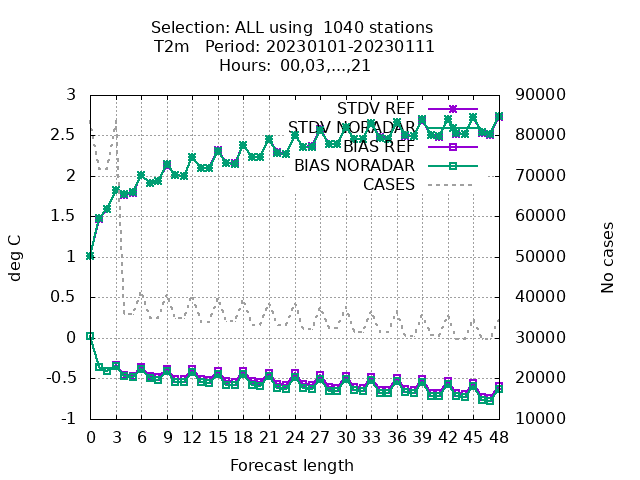 Selection: ALL using  1040 stations
T2m   Period: 20230101-20230111
Hours:  00,03,...,21
3 90000
STDV REF
2.5 STDV NORADAR 80000
BIAS REF
BIAS NORADAR
2 CASES 70000
1.5 60000
1 50000
0.5 40000
0 30000
-0.5 20000
-1 10000
deg C
No cases
0 3 6 9 12 15 18 21 24 27 30 33 36 39 42 45 48
Forecast length